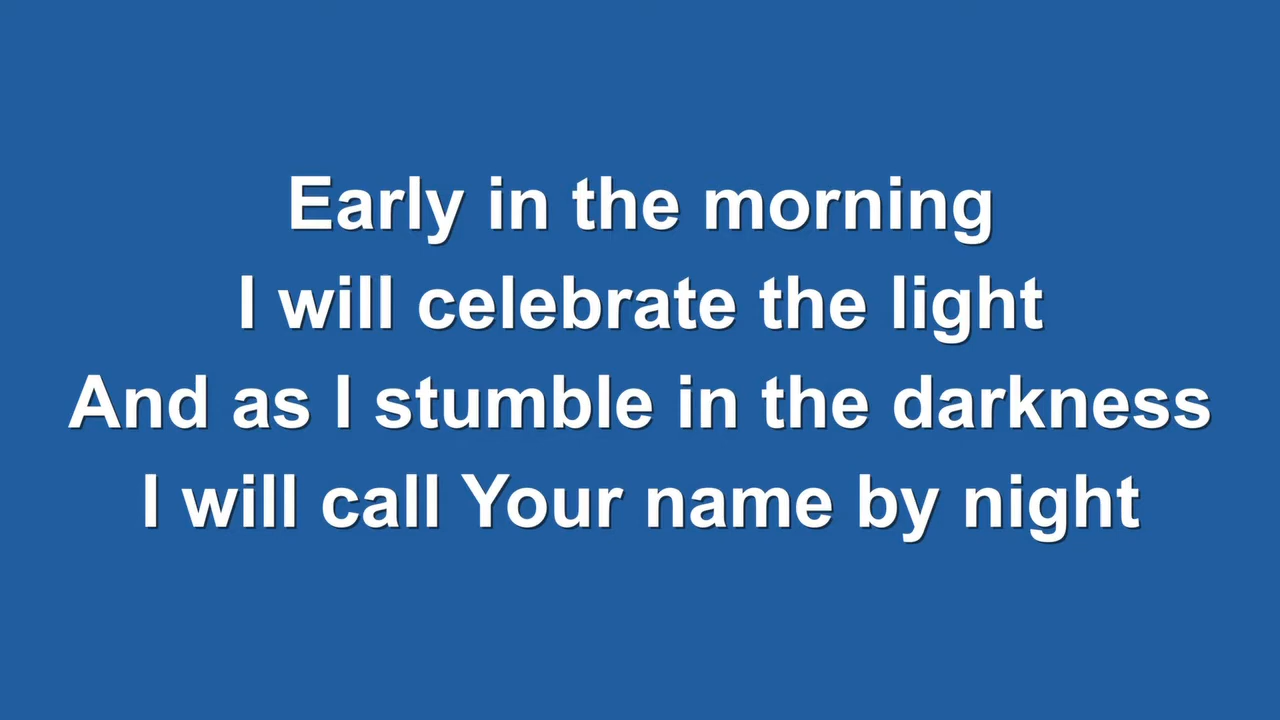 Early in the morning
I will celebrate the light
And as I stumble in the darkness
I will call Your name by night